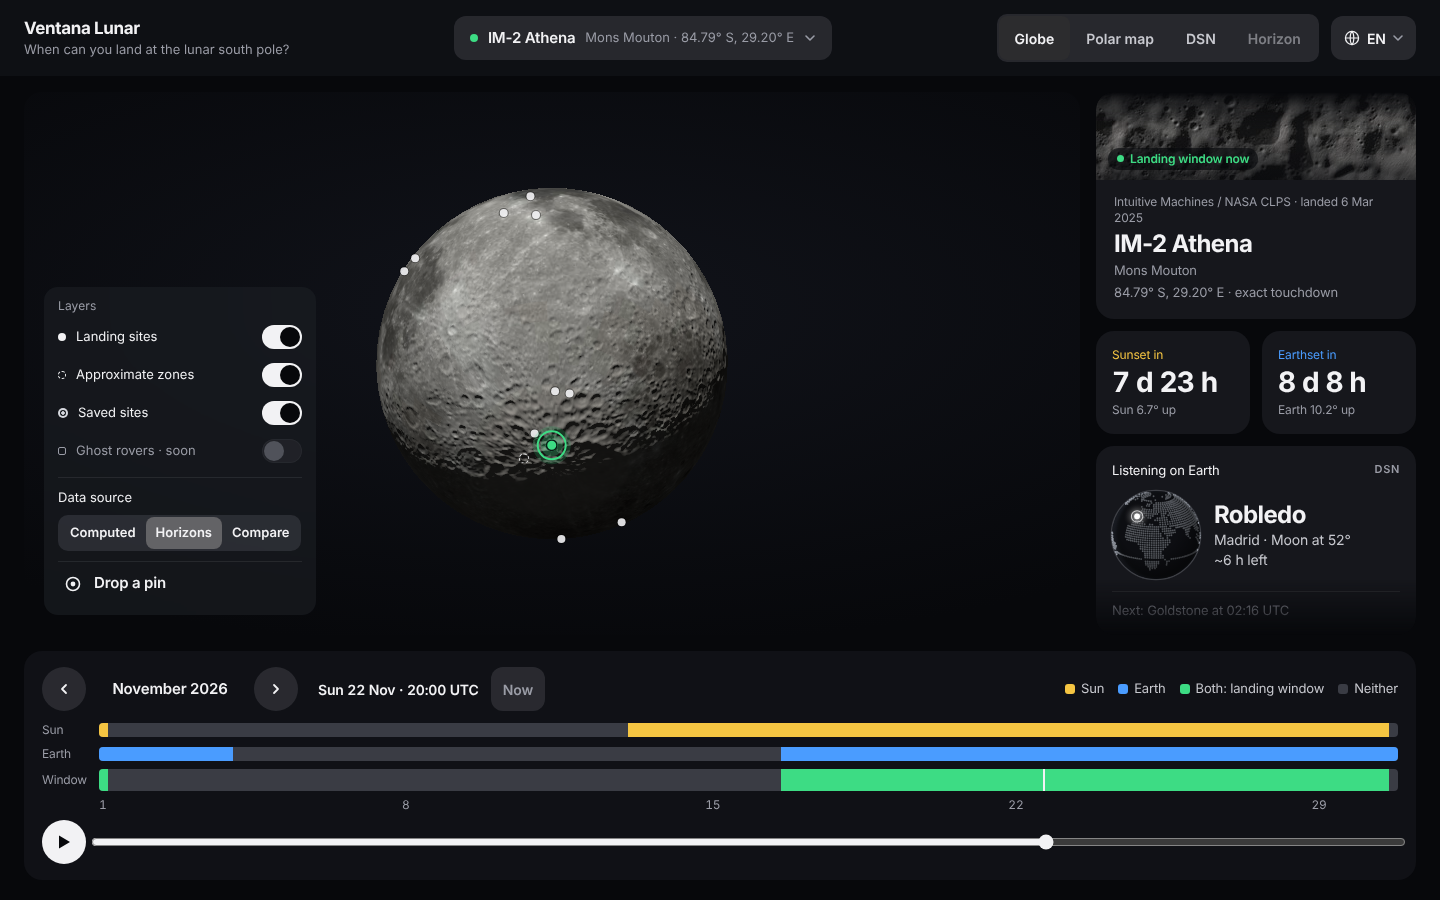 Ventana Lunar
When can you land at the lunar south pole?
IM-2 Athena Mons Mouton · 84.79° S, 29.20° E
Globe Polar map DSN Horizon
EN
Landing window now
Intuitive Machines / NASA CLPS · landed 6 Mar
2025
IM-2 Athena
Mons Mouton
84.79° S, 29.20° E · exact touchdown
Layers
Landing sites
Approximate zones
Saved sites
Ghost rovers · soon
Data source
Computed Horizons Compare
Drop a pin
Sunset in
7 d 23 h
Sun 6.7° up
Earthset in
8 d 8 h
Earth 10.2° up
Listening on Earth DSN
Robledo
Madrid · Moon at 52°
~6 h left
Next: Goldstone at 02:16 UTC
November 2026
Sun 22 Nov · 20:00 UTC Now
Sun Earth Both: landing window Neither
Sun
Earth
Window
1 8 15 22 29